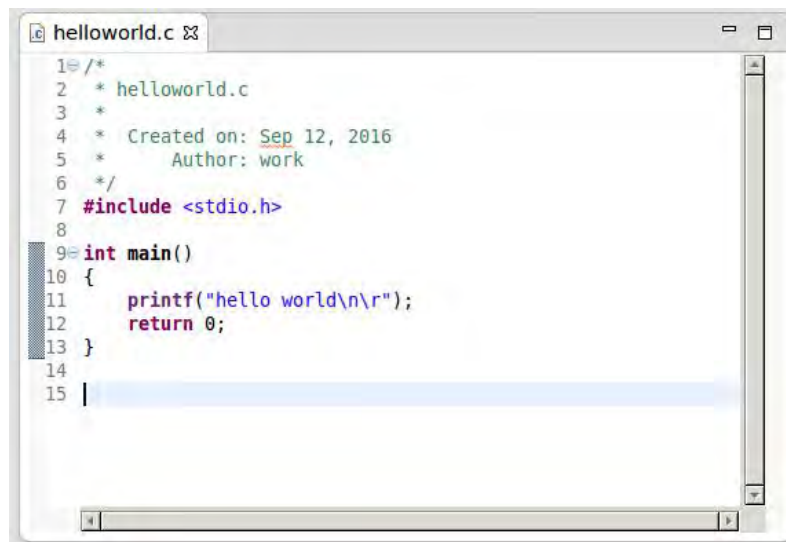 helloworld.c
1 /*
2  * helloworld.c
3  *
4  *  Created on: Sep 12, 2016
5  *      Author: work
6  */
7 #include <stdio.h>
8
9 int main()
10 {
11     printf("hello world\n\r");
12     return 0;
13 }
14
15